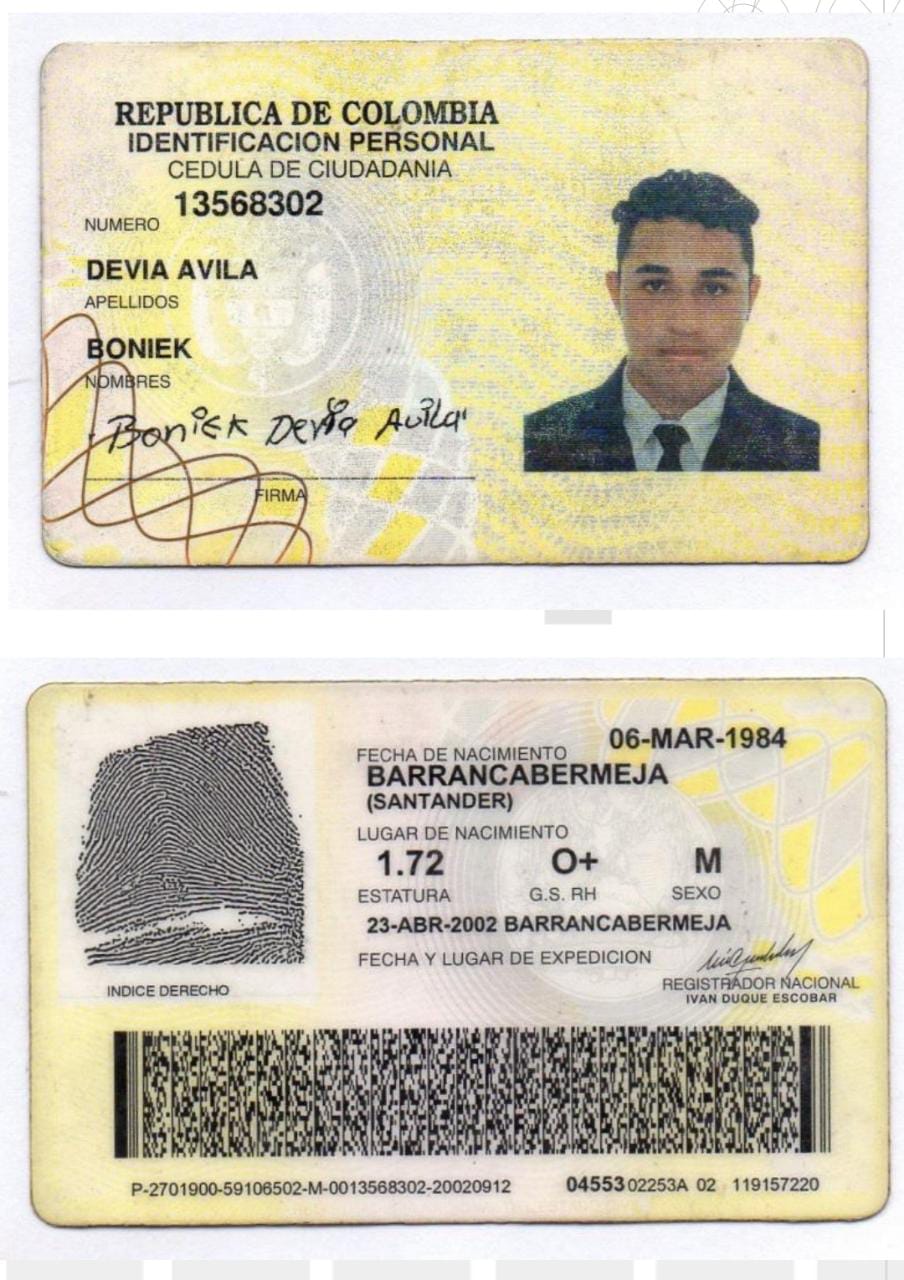 REPUBLICA DE COLOMBIA
IDENTIFICACION PERSONAL
CEDULA DE CIUDADANIA
NUMERO 13568302
DEVIA AVILA
APELLIDOS
BONIEK
NOMBRES
Boniek Devia Avila
FIRMA
FECHA DE NACIMIENTO 06-MAR-1984
BARRANCABERMEJA
(SANTANDER)
LUGAR DE NACIMIENTO
1.72 O+ M
ESTATURA G.S. RH SEXO
23-ABR-2002 BARRANCABERMEJA
FECHA Y LUGAR DE EXPEDICION
REGISTRADOR NACIONAL
IVAN DUQUE ESCOBAR
INDICE DERECHO
P-2701900-59106502-M-0013568302-20020912 04553 02253A 02 119157220